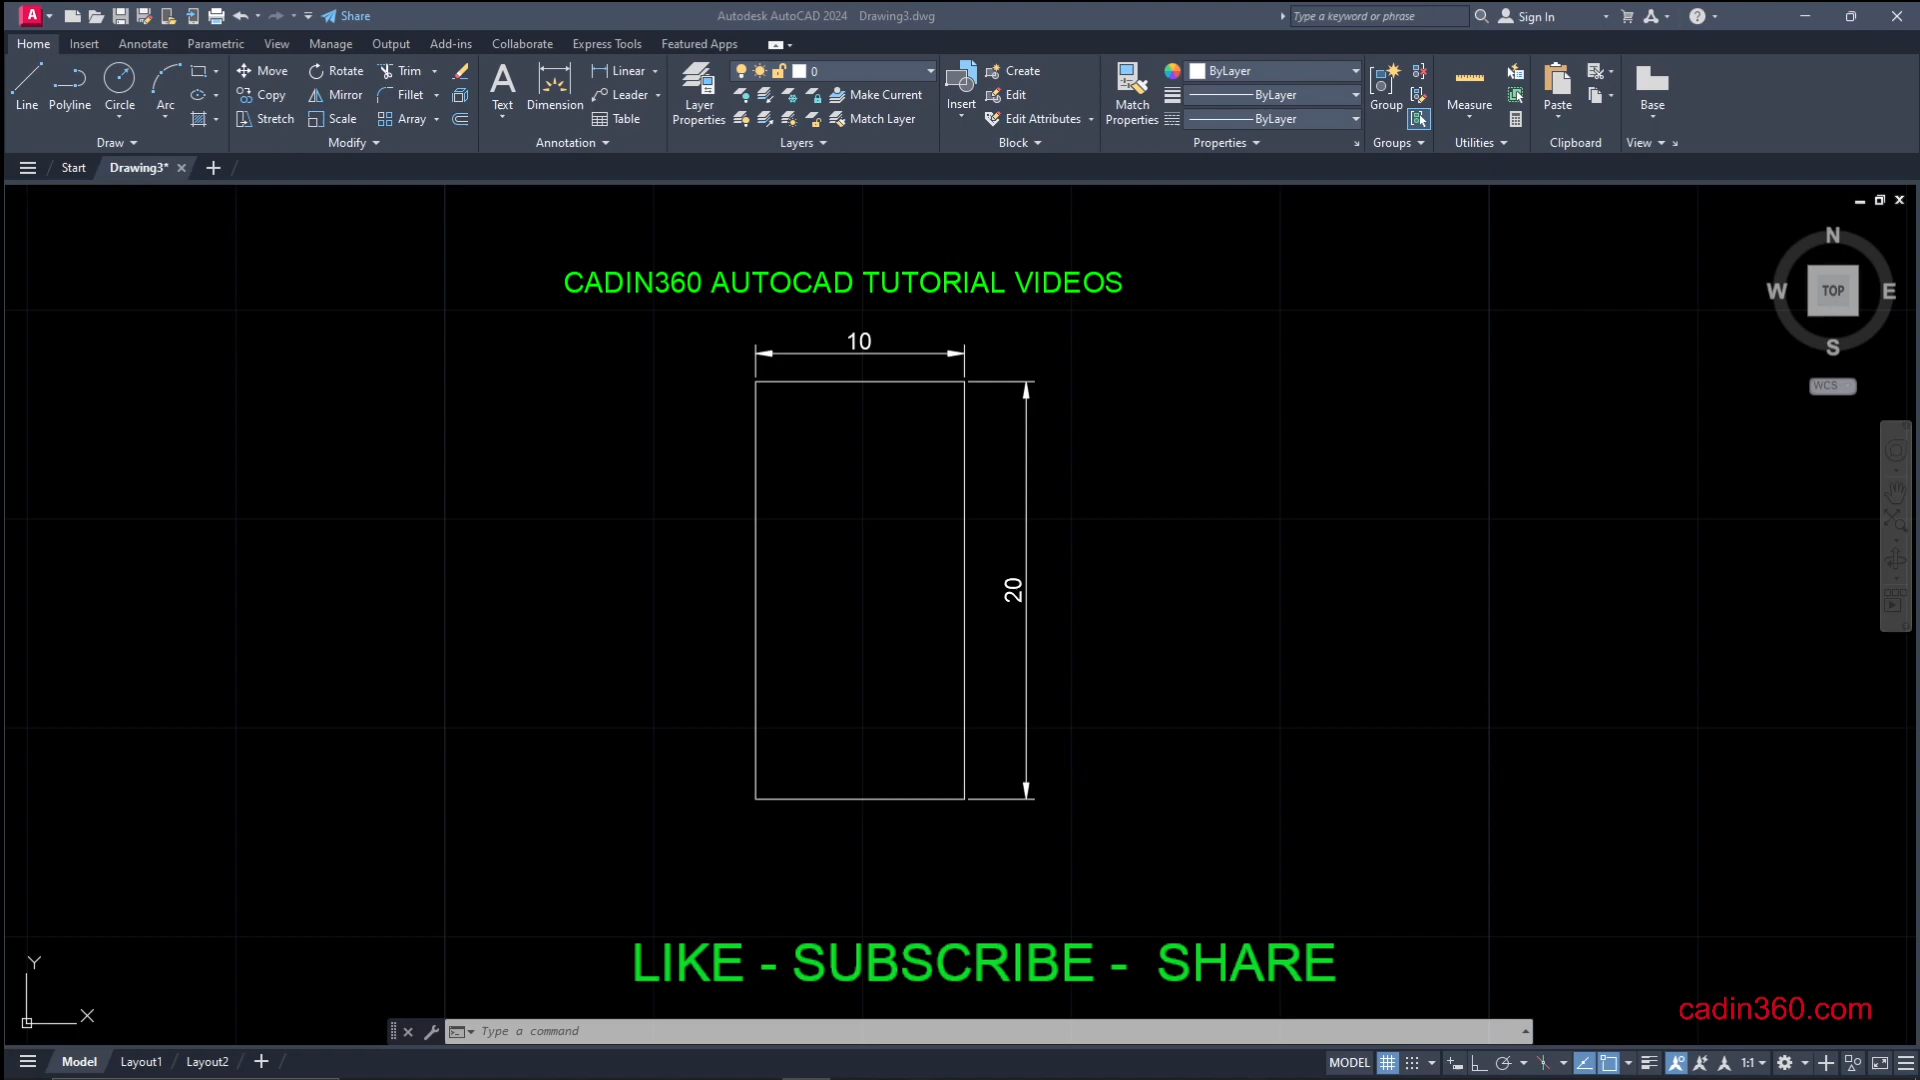 A Share Autodesk AutoCAD 2024 Drawing3.dwg Type a keyword or phrase Sign In
Home Insert Annotate Parametric View Manage Output Add-ins Collaborate Express Tools Featured Apps
Line Polyline Circle Arc
Draw
Move Rotate Trim
Copy Mirror Fillet
Stretch Scale Array
Modify
Text Dimension
Linear
Leader
Table
Annotation
Layer Properties
0
Make Current
Match Layer
Layers
Insert
Create
Edit
Edit Attributes
Block
Match Properties
ByLayer
ByLayer
ByLayer
Properties
Group
Groups
Measure
Utilities
Paste
Clipboard
Base
View
Start Drawing3*
N
W TOP E
S
WCS
CADIN360 AUTOCAD TUTORIAL VIDEOS
10
20
LIKE - SUBSCRIBE - SHARE
cadin360.com
Y
X
Type a command
Model Layout1 Layout2 MODEL 1:1